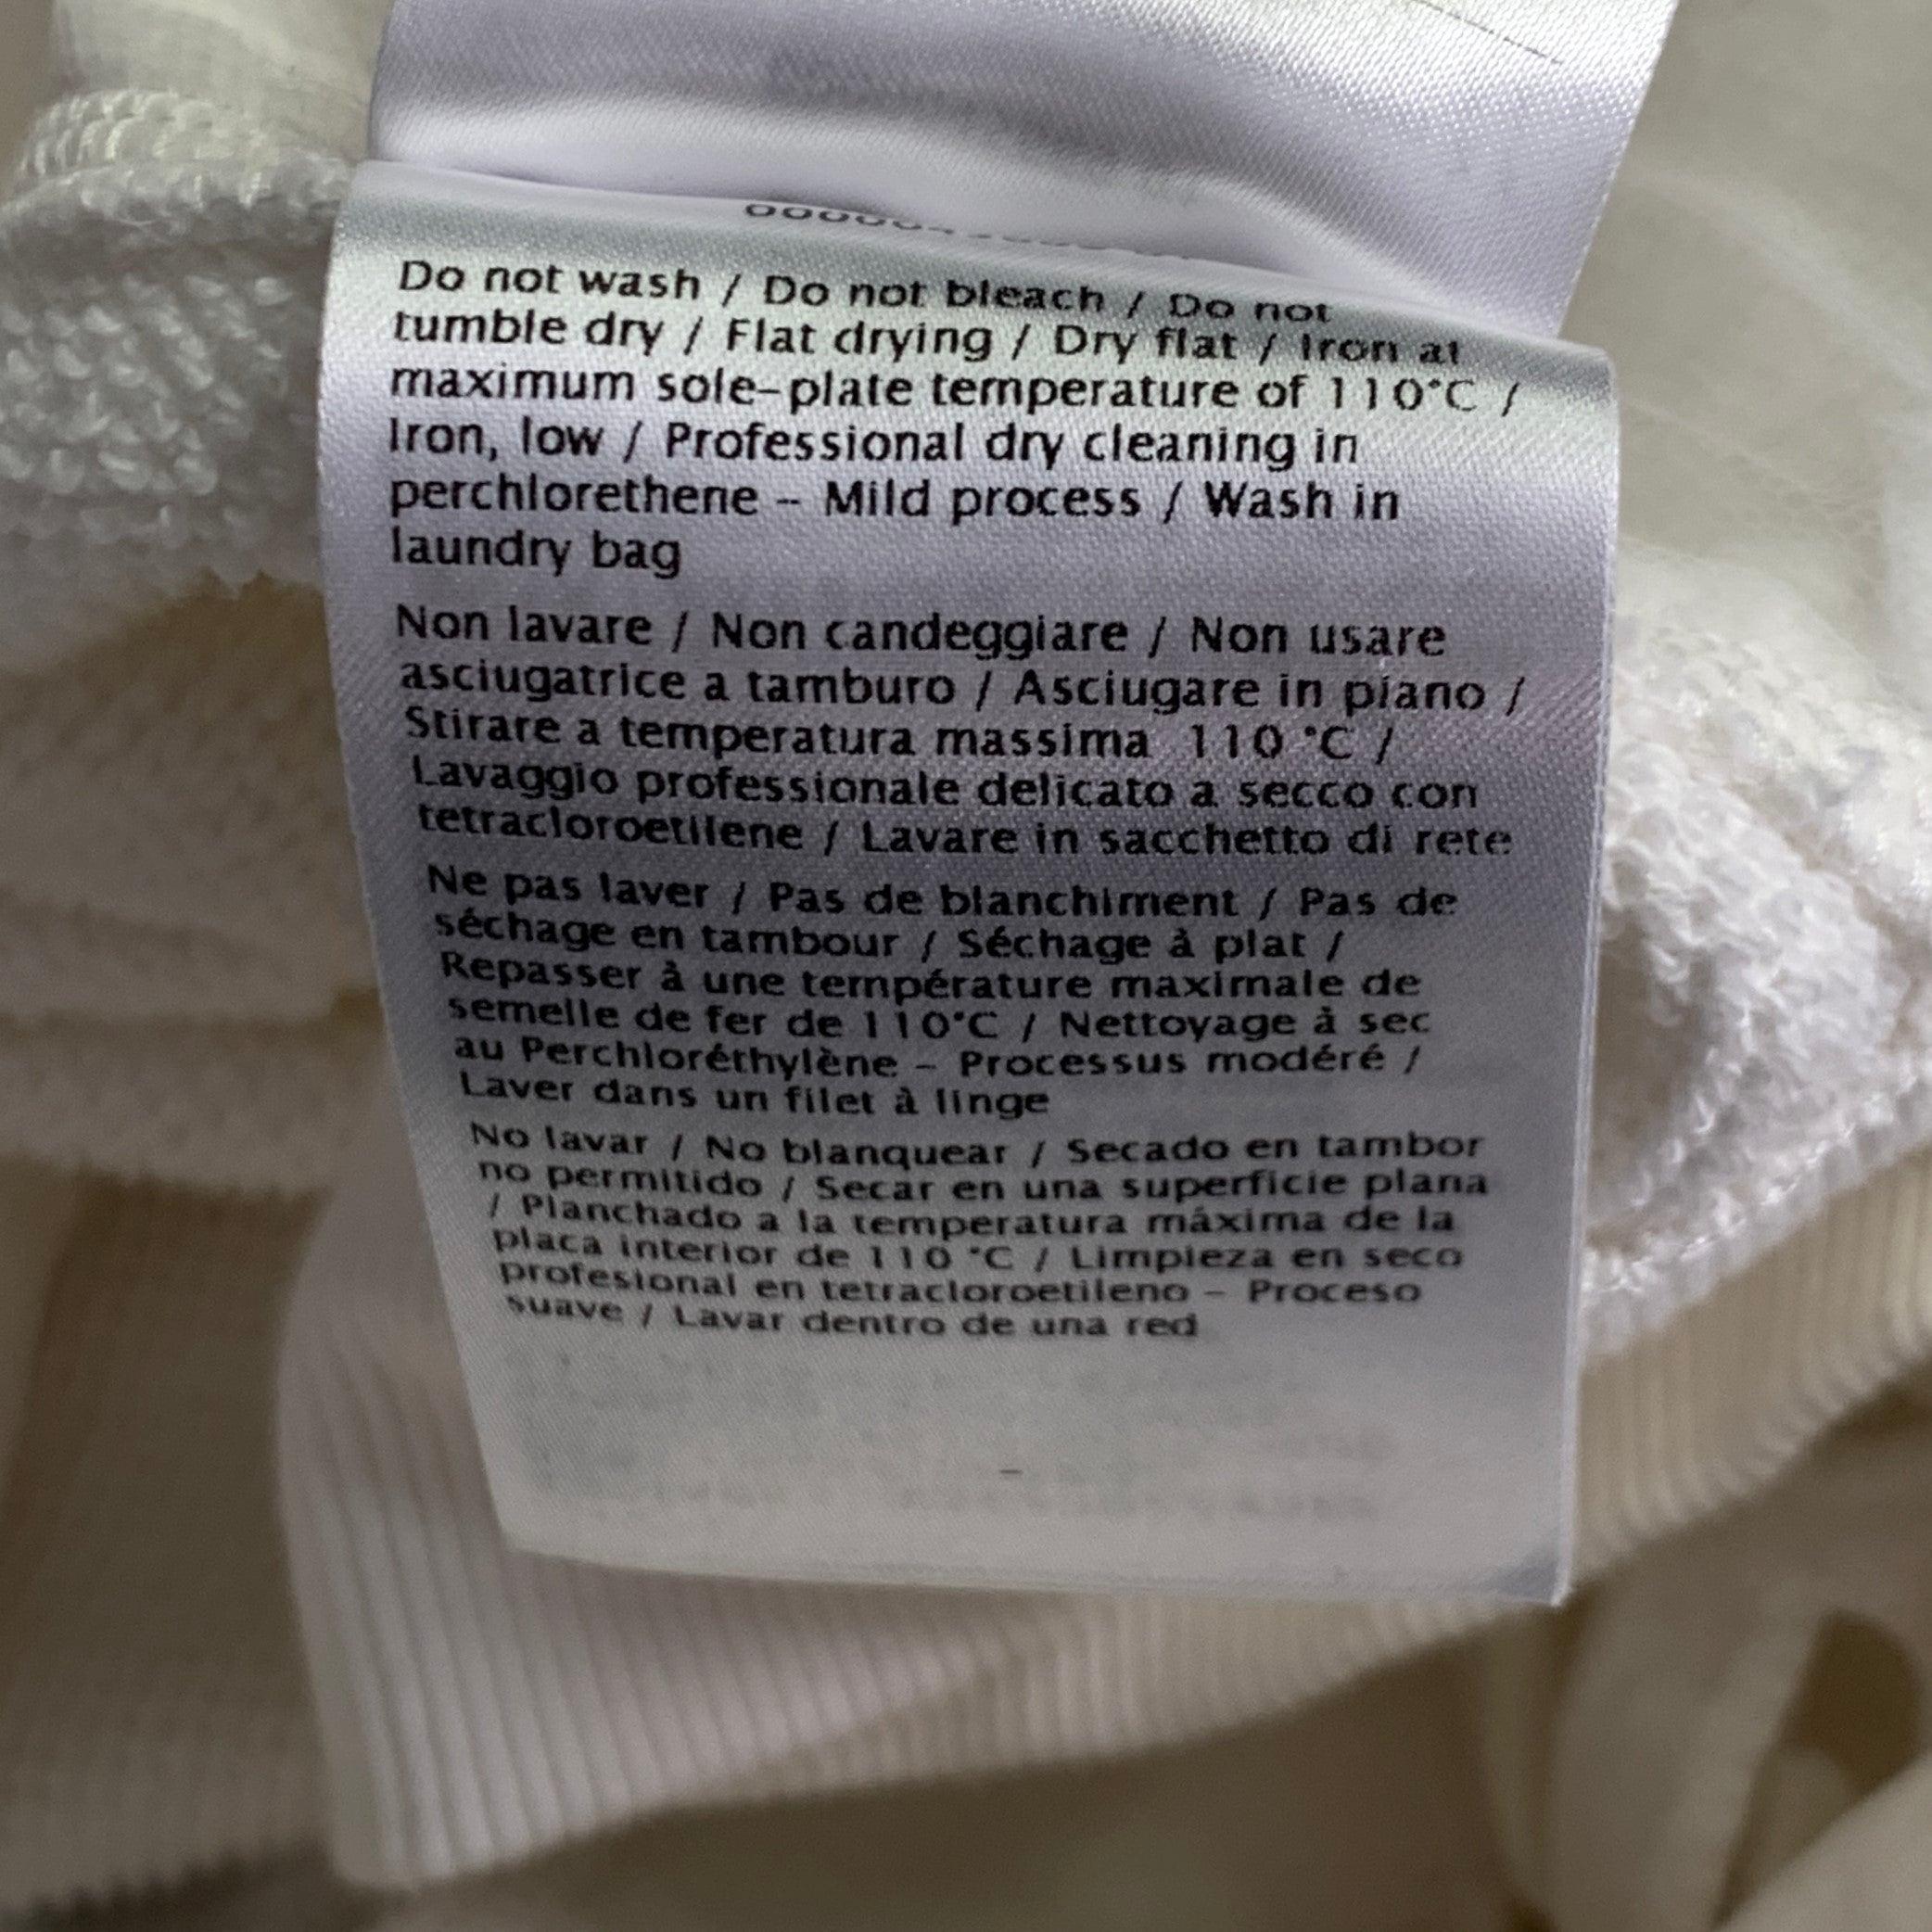 Do not wash / Do not bleach / Do not
tumble dry / Flat drying / Dry flat / Iron at
maximum sole-plate temperature of 110°C /
Iron, low / Professional dry cleaning in
perchlorethene -- Mild process / Wash in
laundry bag
Non lavare / Non candeggiare / Non usare
asciugatrice a tamburo / Asciugare in piano /
Stirare a temperatura massima 110 °C /
Lavaggio professionale delicato a secco con
tetracloroetilene / Lavare in sacchetto di rete
Ne pas laver / Pas de blanchiment / Pas de
séchage en tambour / Séchage à plat /
Repasser à une température maximale de
semelle de fer de 110°C / Nettoyage à sec
au Perchloréthylène - Processus modéré /
Laver dans un filet à linge
No lavar / No blanquear / Secado en tambor
no permitido / Secar en una superficie plana
/ Planchado a la temperatura máxima de la
placa interior de 110 °C / Limpieza en seco
profesional en tetracloroetileno - Proceso
suave / Lavar dentro de una red